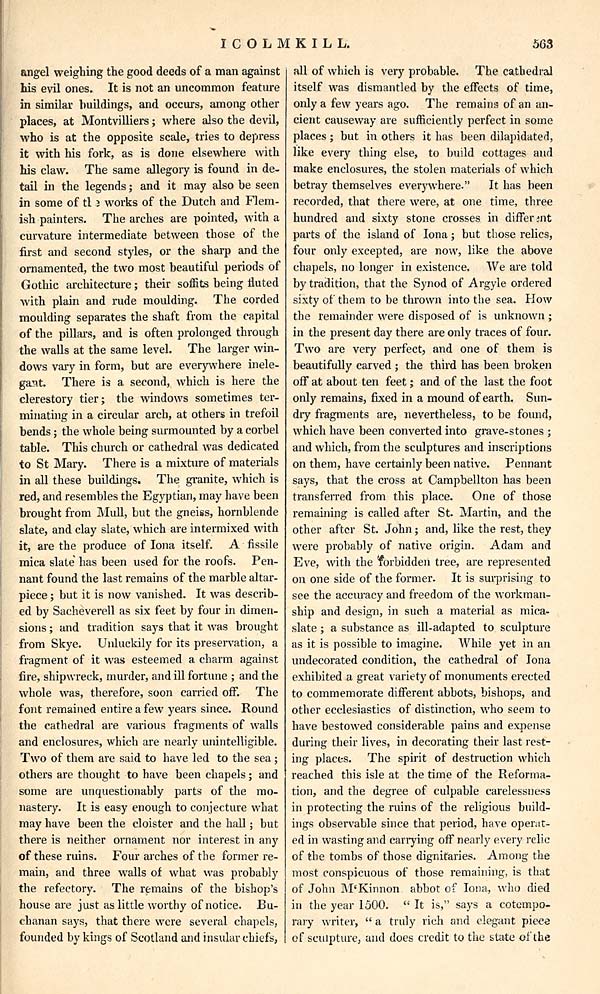 ICOLMKILL. 563
angel weighing the good deeds of a man against
his evil ones. It is not an uncommon feature
in similar buildings, and occurs, among other
places, at Montvilliers; where also the devil,
who is at the opposite scale, tries to depress
it with his fork, as is done elsewhere with
his claw. The same allegory is found in de-
tail in the legends; and it may also be seen
in some of tl e works of the Dutch and Flem-
ish painters. The arches are pointed, with a
curvature intermediate between those of the
first and second styles, or the sharp and the
ornamented, the two most beautiful periods of
Gothic architecture; their soffits being fluted
with plain and rude moulding. The corded
moulding separates the shaft from the capital
of the pillars, and is often prolonged through
the walls at the same level. The larger win-
dows vary in form, but are everywhere inele-
gant. There is a second, which is here the
clerestory tier; the windows sometimes ter-
minating in a circular arch, at others in trefoil
bends; the whole being surmounted by a corbel
table. This church or cathedral was dedicated
to St Mary. There is a mixture of materials
in all these buildings. The granite, which is
red, and resembles the Egyptian, may have been
brought from Mull, but the gneiss, hornblende
slate, and clay slate, which are intermixed with
it, are the produce of Iona itself. A fissile
mica slate has been used for the roofs. Pen-
nant found the last remains of the marble altar-
piece; but it is now vanished. It was describ-
ed by Sacheverell as six feet by four in dimen-
sions; and tradition says that it was brought
from Skye. Unluckily for its preservation, a
fragment of it was esteemed a charm against
fire, shipwreck, murder, and ill fortune; and the
whole was, therefore, soon carried off. The
font remained entire a few years since. Round
the cathedral are various fragments of walls
and enclosures, which are nearly unintelligible.
Two of them are said to have led to the sea;
others are thought to have been chapels; and
some are unquestionably parts of the mo-
nastery. It is easy enough to conjecture what
may have been the cloister and the hall; but
there is neither ornament nor interest in any
of these ruins. Four arches of the former re-
main, and three walls of what was probably
the refectory. The remains of the bishop's
house are just as little worthy of notice. Bu-
chanan says, that there were several chapels,
founded by kings of Scotland and insular chiefs,
all of which is very probable. The cathedral
itself was dismantled by the effects of time,
only a few years ago. The remains of an an-
cient causeway are sufficiently perfect in some
places; but in others it has been dilapidated,
like every thing else, to build cottages and
make enclosures, the stolen materials of which
betray themselves everywhere." It has been
recorded, that there were, at one time, three
hundred and sixty stone crosses in different
parts of the island of Iona; but those relics,
four only excepted, are now, like the above
chapels, no longer in existence. We are told
by tradition, that the Synod of Argyle ordered
sixty of them to be thrown into the sea. How
the remainder were disposed of is unknown;
in the present day there are only traces of four.
Two are very perfect, and one of them is
beautifully carved; the third has been broken
off at about ten feet; and of the last the foot
only remains, fixed in a mound of earth. Sun-
dry fragments are, nevertheless, to be found,
which have been converted into grave-stones;
and which, from the sculptures and inscriptions
on them, have certainly been native. Pennant
says, that the cross at Campbellton has been
transferred from this place. One of those
remaining is called after St. Martin, and the
other after St. John; and, like the rest, they
were probably of native origin. Adam and
Eve, with the forbidden tree, are represented
on one side of the former. It is surprising to
see the accuracy and freedom of the workman-
ship and design, in such a material as mica-
slate; a substance as ill-adapted to sculpture
as it is possible to imagine. While yet in an
undecorated condition, the cathedral of Iona
exhibited a great variety of monuments erected
to commemorate different abbots, bishops, and
other ecclesiastics of distinction, who seem to
have bestowed considerable pains and expense
during their lives, in decorating their last rest-
ing places. The spirit of destruction which
reached this isle at the time of the Reforma-
tion, and the degree of culpable carelessness
in protecting the ruins of the religious build-
ings observable since that period, have operat-
ed in wasting and carrying off nearly every relic
of the tombs of those dignitaries. Among the
most conspicuous of those remaining, is that
of John M'Kinnon abbot of Iona, who died
in the year 1500. "It is," says a cotempo-
rary writer, "a truly rich and elegant piece
of sculpture, and does credit to the state of the